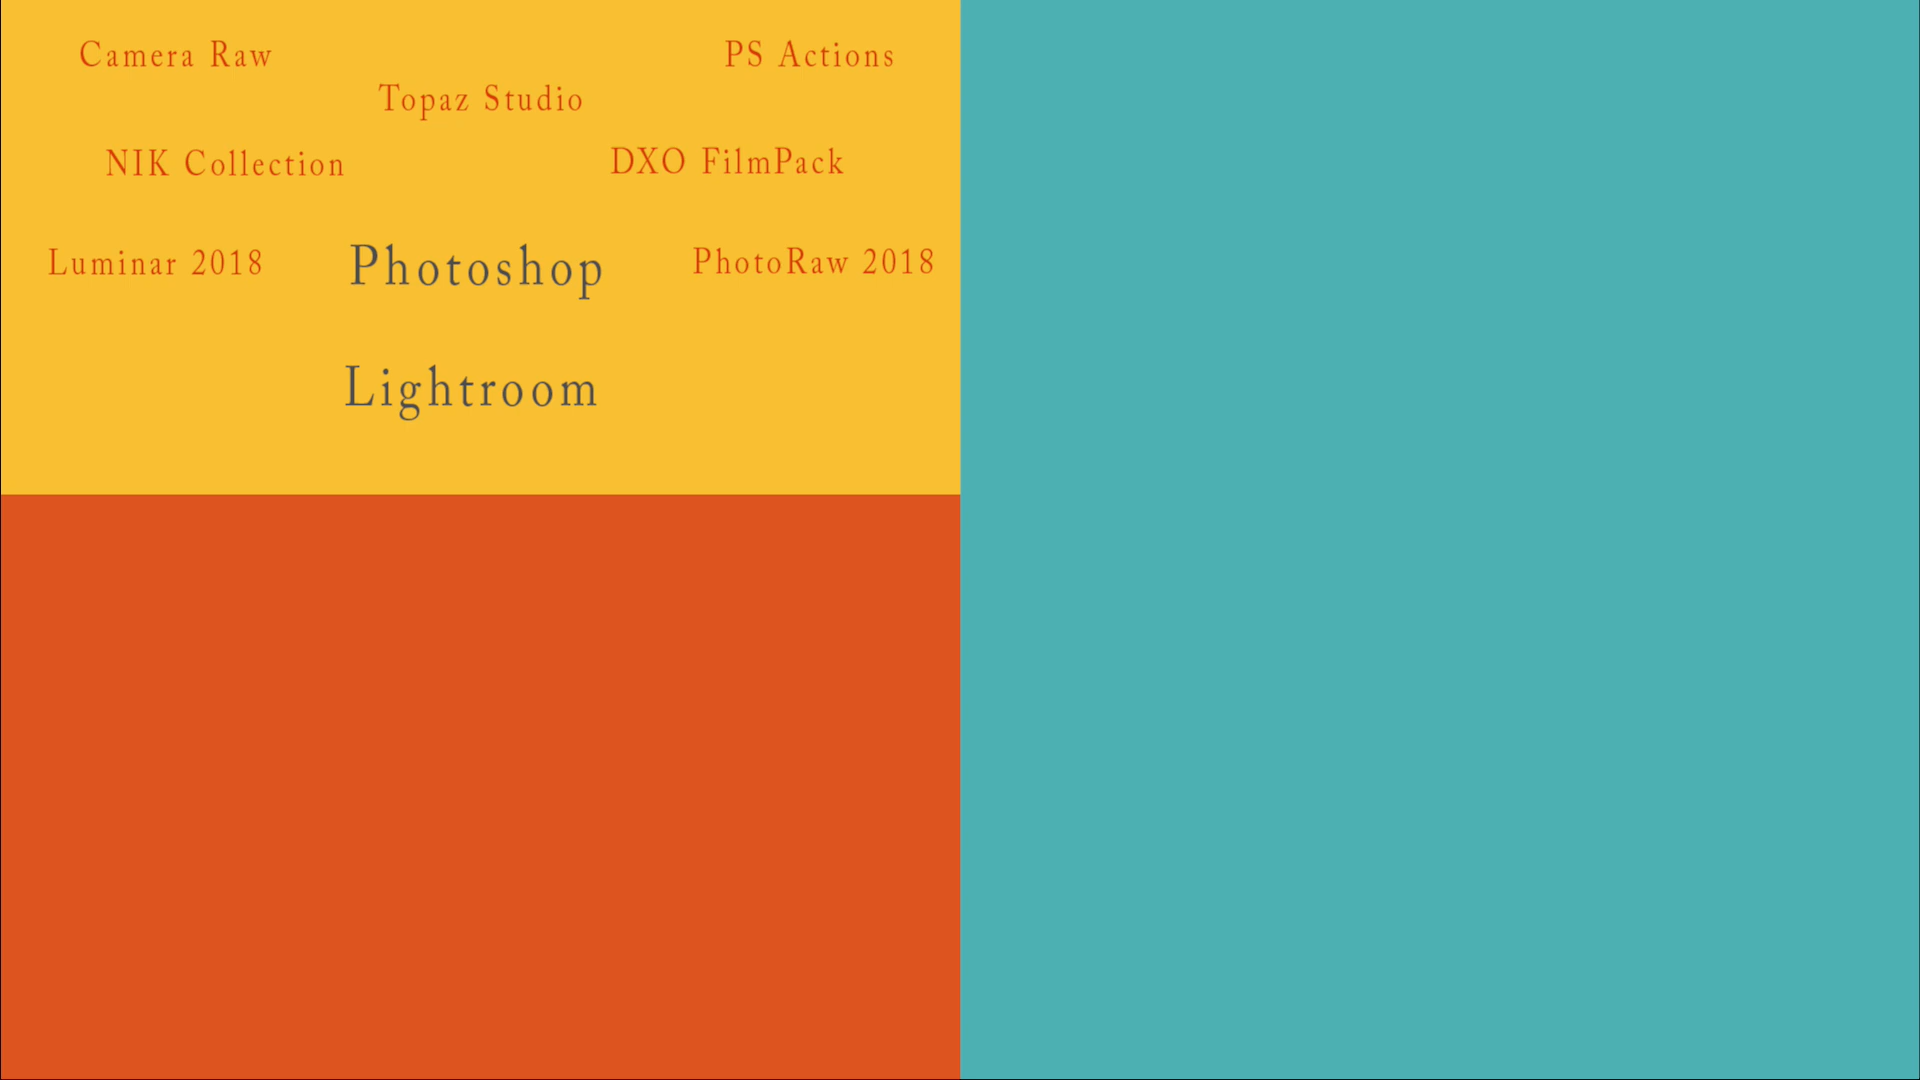 Camera Raw
PS Actions
Topaz Studio
NIK Collection
DXO FilmPack
Luminar 2018
Photoshop
PhotoRaw 2018
Lightroom